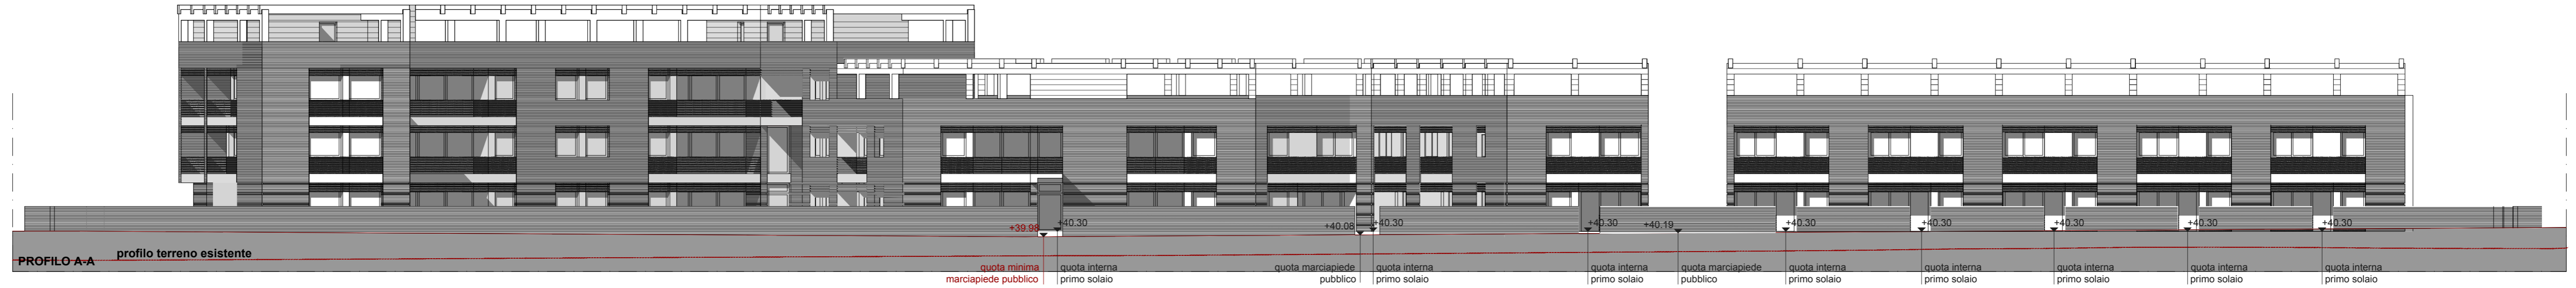 +39.98
+40.30
+40.08
+40.30
+40.30
+40.19
+40.30
+40.30
+40.30
+40.30
+40.30
PROFILO A-A
profilo terreno esistente
quota minima
marciapiede pubblico
quota interna
primo solaio
quota marciapiede
pubblico
quota interna
primo solaio
quota interna
primo solaio
quota marciapiede
pubblico
quota interna
primo solaio
quota interna
primo solaio
quota interna
primo solaio
quota interna
primo solaio
quota interna
primo solaio